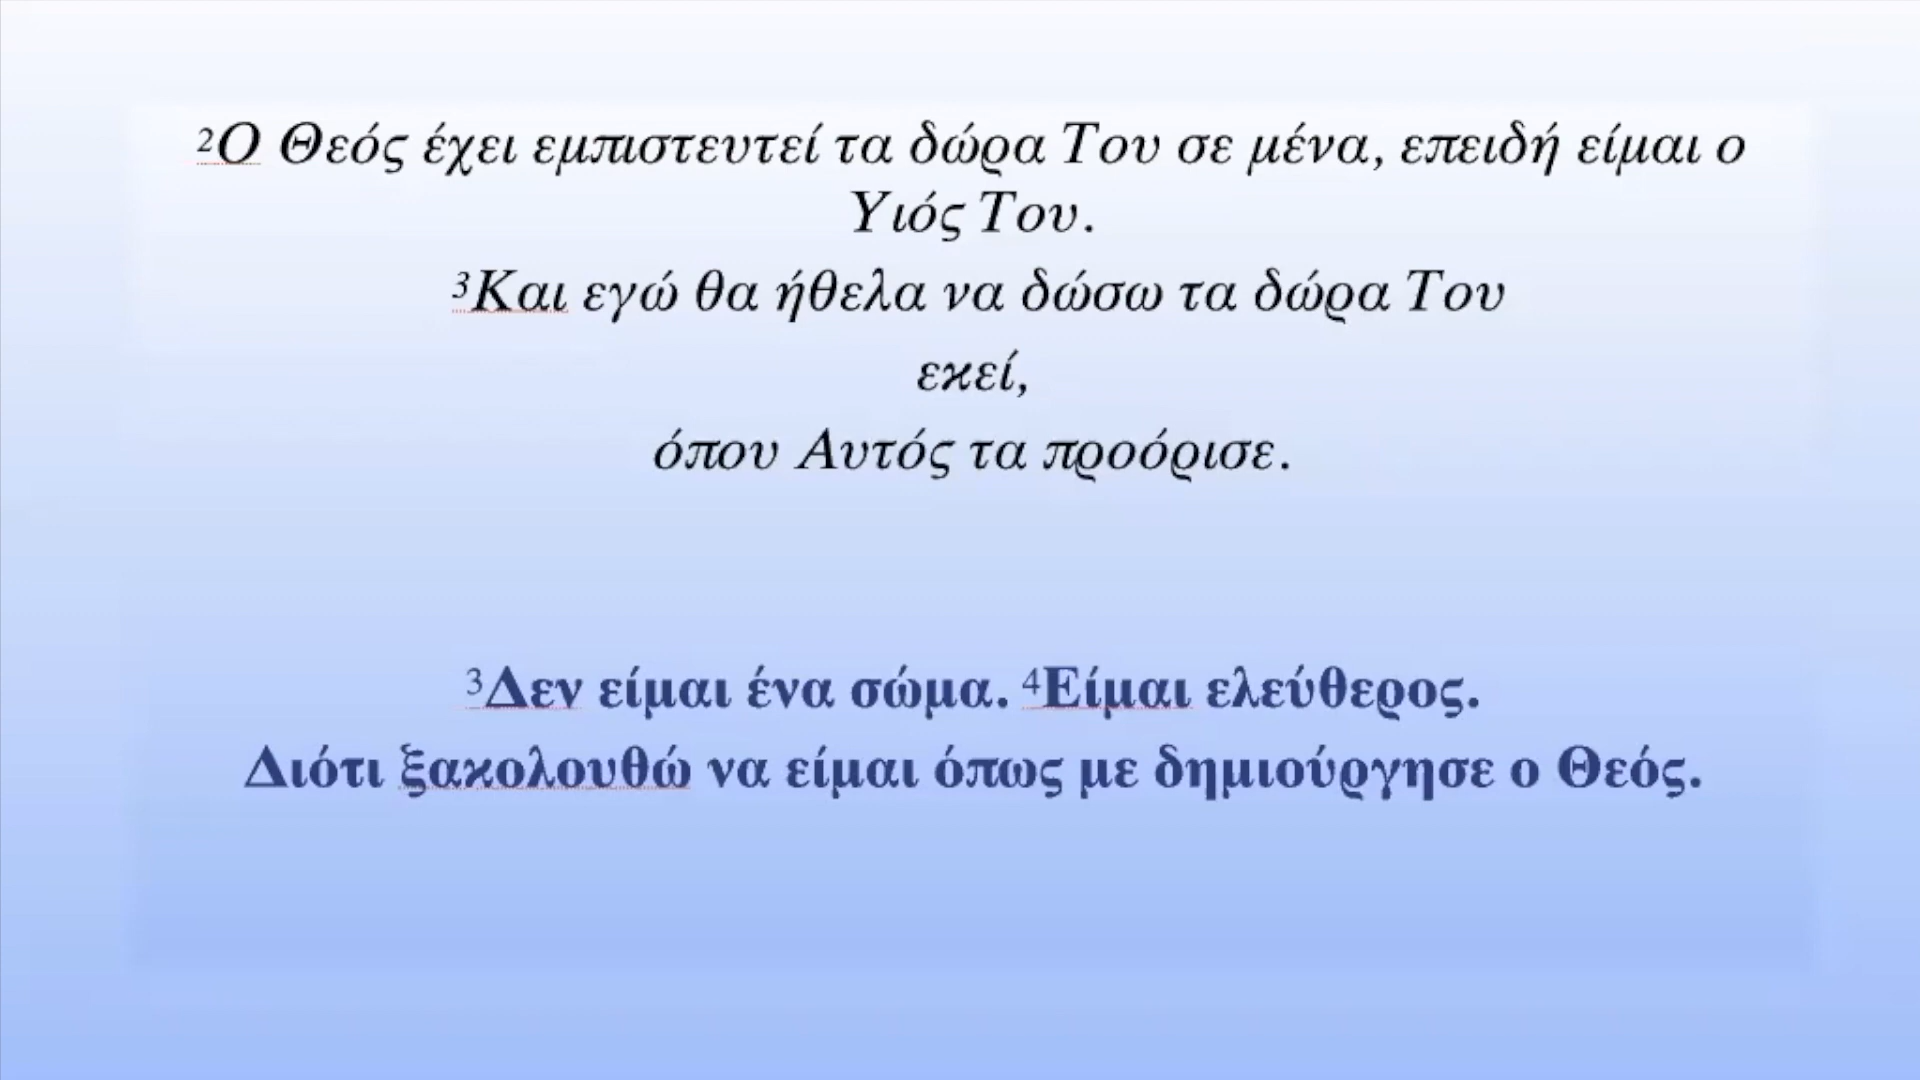 ²Ο Θεός έχει εμπιστευτεί τα δώρα Του σε μένα, επειδή είμαι ο
Υιός Του.
³Και εγώ θα ήθελα να δώσω τα δώρα Του
εκεί,
όπου Αυτός τα προόρισε.
³Δεν είμαι ένα σώμα. ⁴Είμαι ελεύθερος.
Διότι ξακολουθώ να είμαι όπως με δημιούργησε ο Θεός.